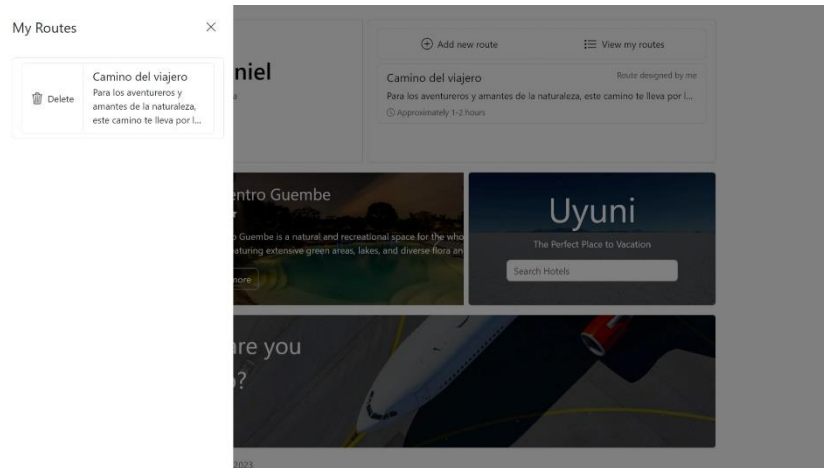 My Routes
Delete
Camino del viajero
Para los aventureros y
amantes de la naturaleza,
este camino te lleva por l...
niel
Add new route
View my routes
Camino del viajero
Route designed by me
Para los aventureros y amantes de la naturaleza, este camino te lleva por l...
Approximately 1-2 hours
entro Guembe
Guembe is a natural and recreational space for the who
aturing extensive green areas, lakes, and diverse flora an
more
Uyuni
The Perfect Place to Vacation
Search Hotels
are you
?
2023